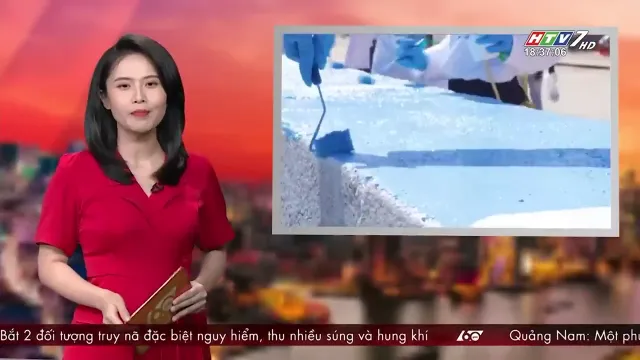 HTV7 HD
18:37:06
Bắt 2 đối tượng truy nã đặc biệt nguy hiểm, thu nhiều súng và hung khí 60 Quảng Nam: Một ph